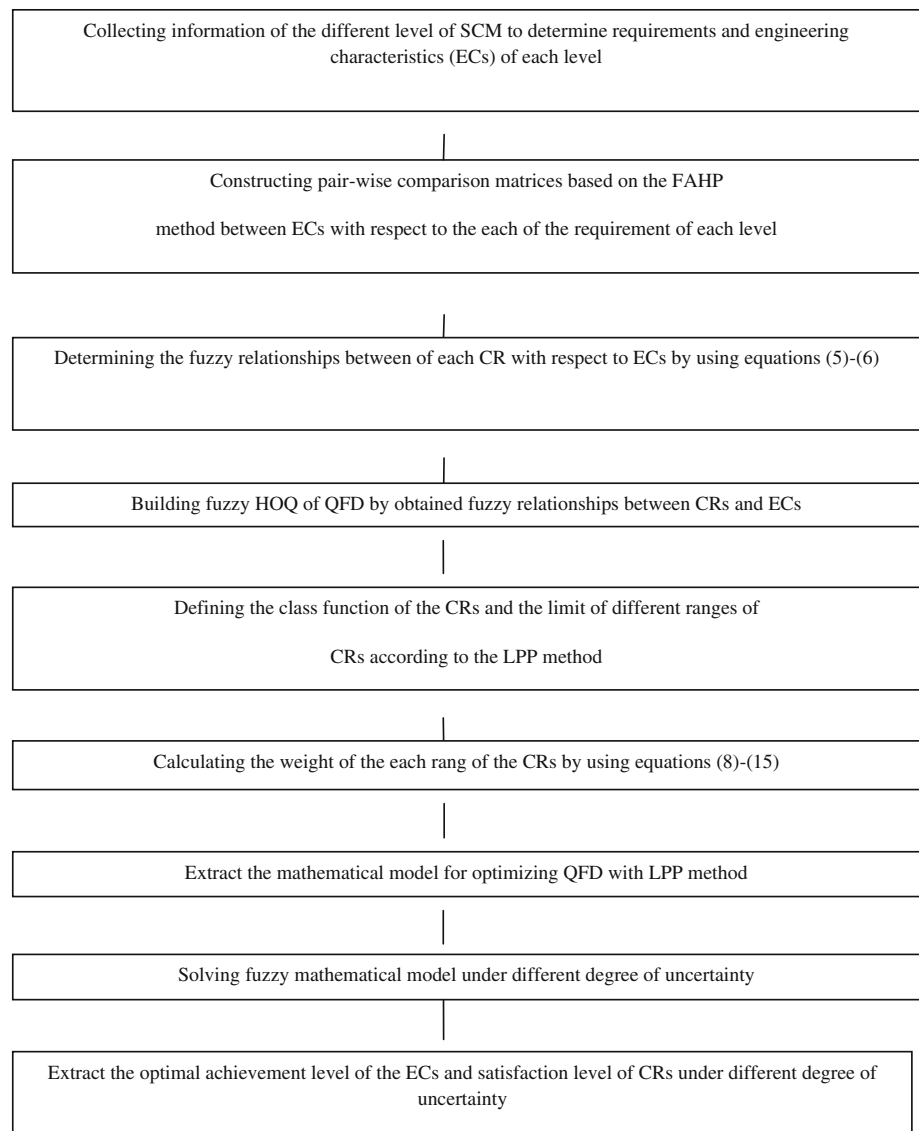 Collecting information of the different level of SCM to determine requirements and engineering
characteristics (ECs) of each level
Constructing pair-wise comparison matrices based on the FAHP
method between ECs with respect to the each of the requirement of each level
Determining the fuzzy relationships between of each CR with respect to ECs by using equations (5)-(6)
Building fuzzy HOQ of QFD by obtained fuzzy relationships between CRs and ECs
Defining the class function of the CRs and the limit of different ranges of
CRs according to the LPP method
Calculating the weight of the each rang of the CRs by using equations (8)-(15)
Extract the mathematical model for optimizing QFD with LPP method
Solving fuzzy mathematical model under different degree of uncertainty
Extract the optimal achievement level of the ECs and satisfaction level of CRs under different degree of
uncertainty